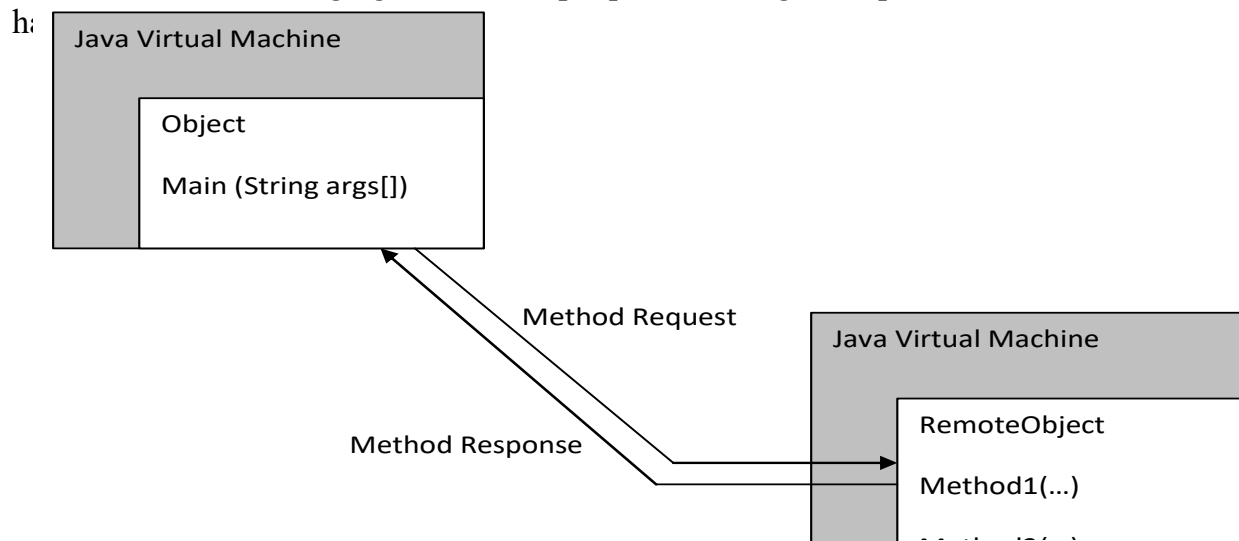 Java Virtual Machine
Object
Main (String args[])
Method Request
Java Virtual Machine
RemoteObject
Method Response
Method1(...)